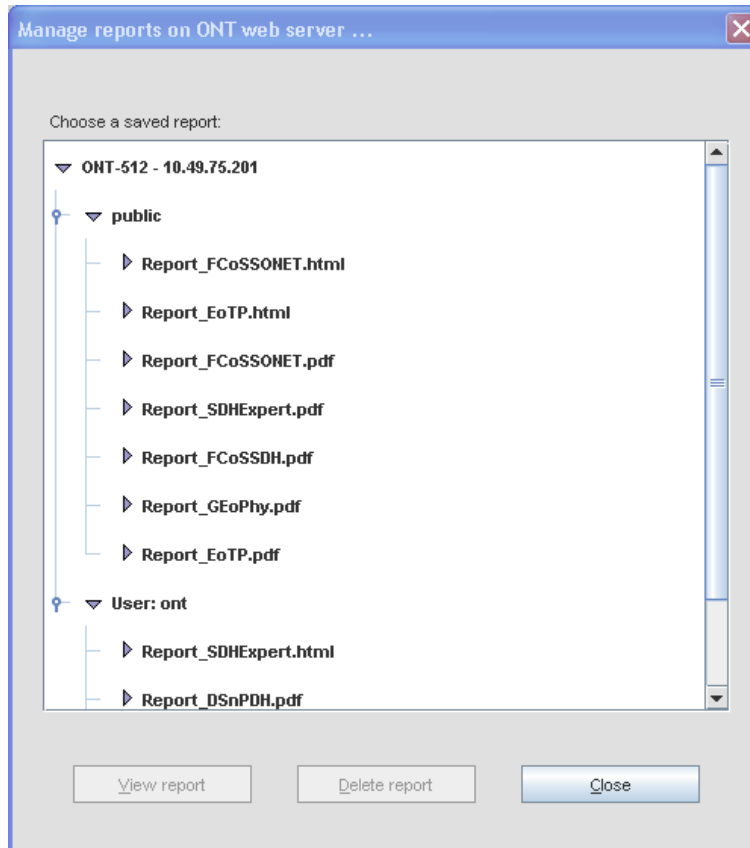 Manage reports on ONT web server ...
Choose a saved report:
ONT-512 - 10.49.75.201
public
Report_FCoSSONET.html
Report_EoTP.html
Report_FCoSSONET.pdf
Report_SDHExpert.pdf
Report_FCoSSDH.pdf
Report_GEoPhy.pdf
Report_EoTP.pdf
User: ont
Report_SDHExpert.html
Report_DSnPDH.pdf
View report Delete report Close